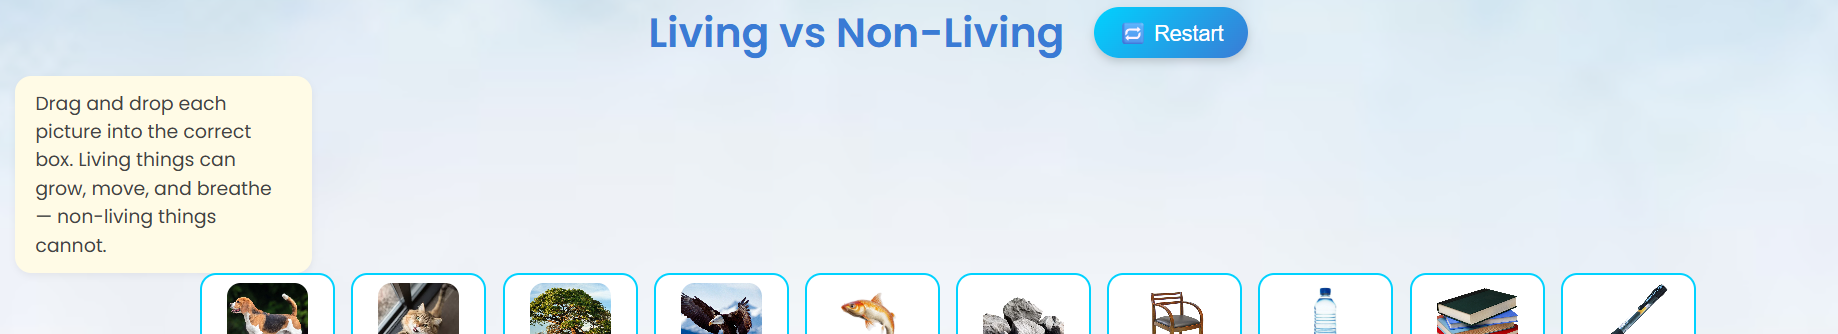 Living vs Non-Living
Restart
Drag and drop each
picture into the correct
box. Living things can
grow, move, and breathe
— non-living things
cannot.